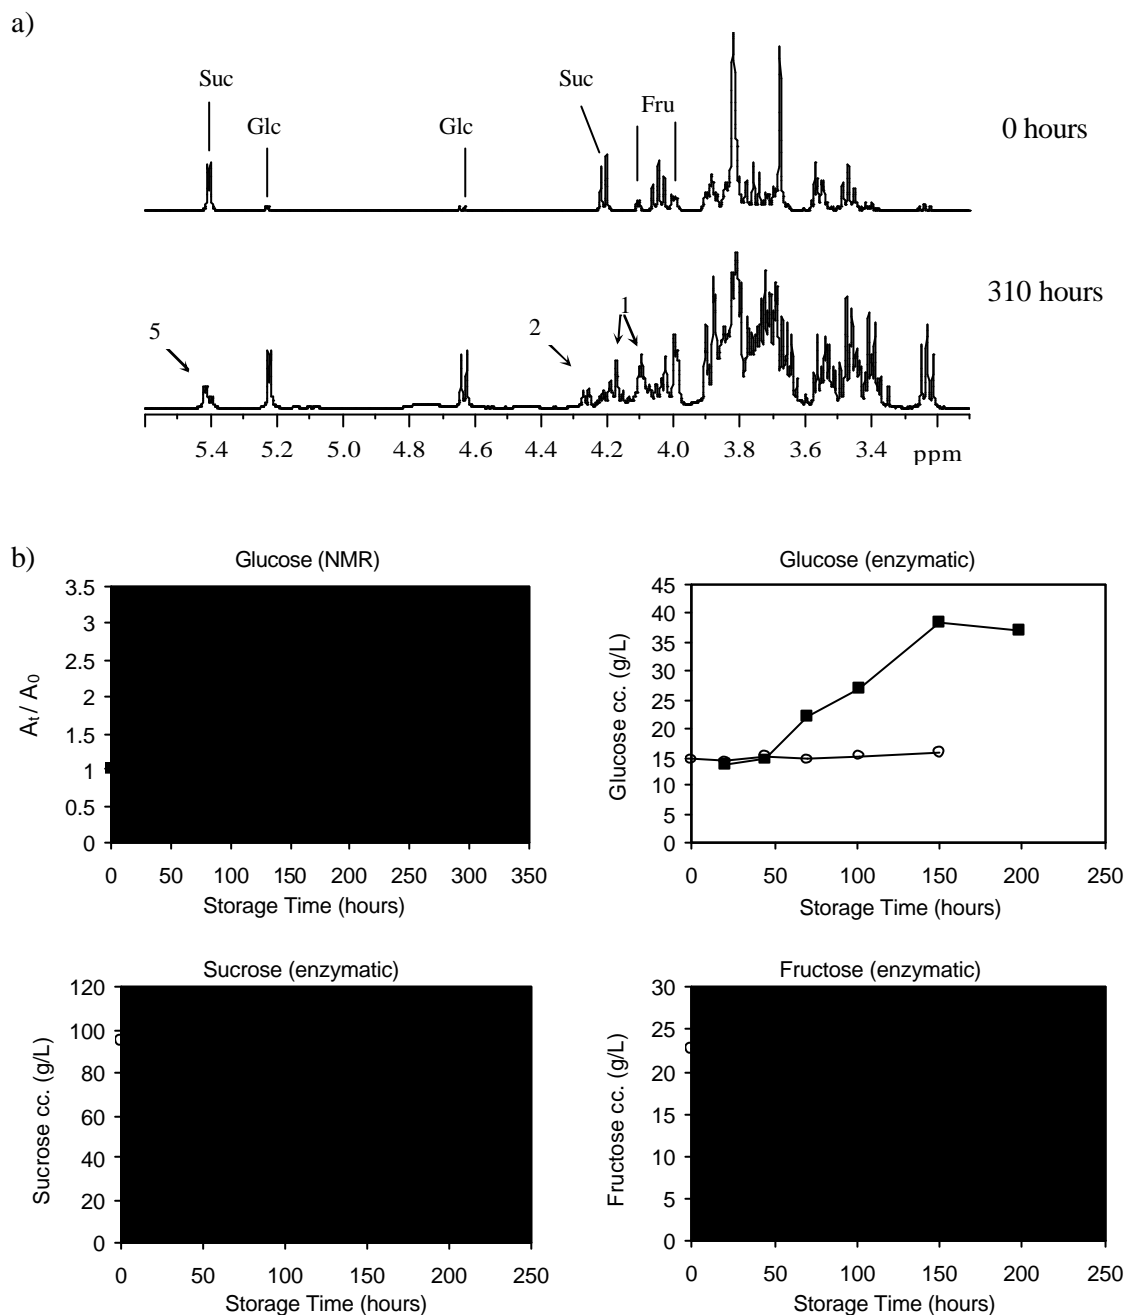 a)
Suc
Glc
Glc
Suc
Fru
0 hours
310 hours
5
2
1
5.4 5.2 5.0 4.8 4.6 4.4 4.2 4.0 3.8 3.6 3.4 ppm
b)
Glucose (NMR)
3.5
3
2.5
2
1.5
1
0.5
0
At / A0
0 50 100 150 200 250 300 350
Storage Time (hours)
Glucose (enzymatic)
45
40
35
30
25
20
15
10
5
0
Glucose cc. (g/L)
0 50 100 150 200 250
Storage Time (hours)
Sucrose (enzymatic)
120
100
80
60
40
20
0
Sucrose cc. (g/L)
0 50 100 150 200 250
Storage Time (hours)
Fructose (enzymatic)
30
25
20
15
10
5
0
Fructose cc. (g/L)
0 50 100 150 200 250
Storage Time (hours)